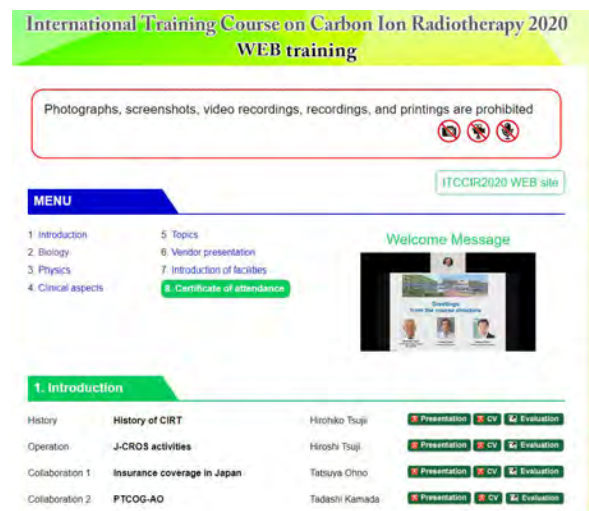 International Training Course on Carbon Ion Radiotherapy 2020
WEB training
Photographs, screenshots, video recordings, recordings, and printings are prohibited
ITCCIR2020 WEB site
MENU
1. Introduction
2. Biology
3. Physics
4. Clinical aspects
5. Topics
6. Vendor presentation
7. Introduction of facilities
8. Certificate of attendance
Welcome Message
Greetings
from the course directors
1. Introduction
History History of CIRT Hirohiko Tsujii Presentation CV Evaluation
Operation J-CROS activities Hiroshi Tsuji Presentation CV Evaluation
Collaboration 1 Insurance coverage in Japan Tatsuya Ohno Presentation CV Evaluation
Collaboration 2 PTCOG-AO Tadashi Kamada Presentation CV Evaluation